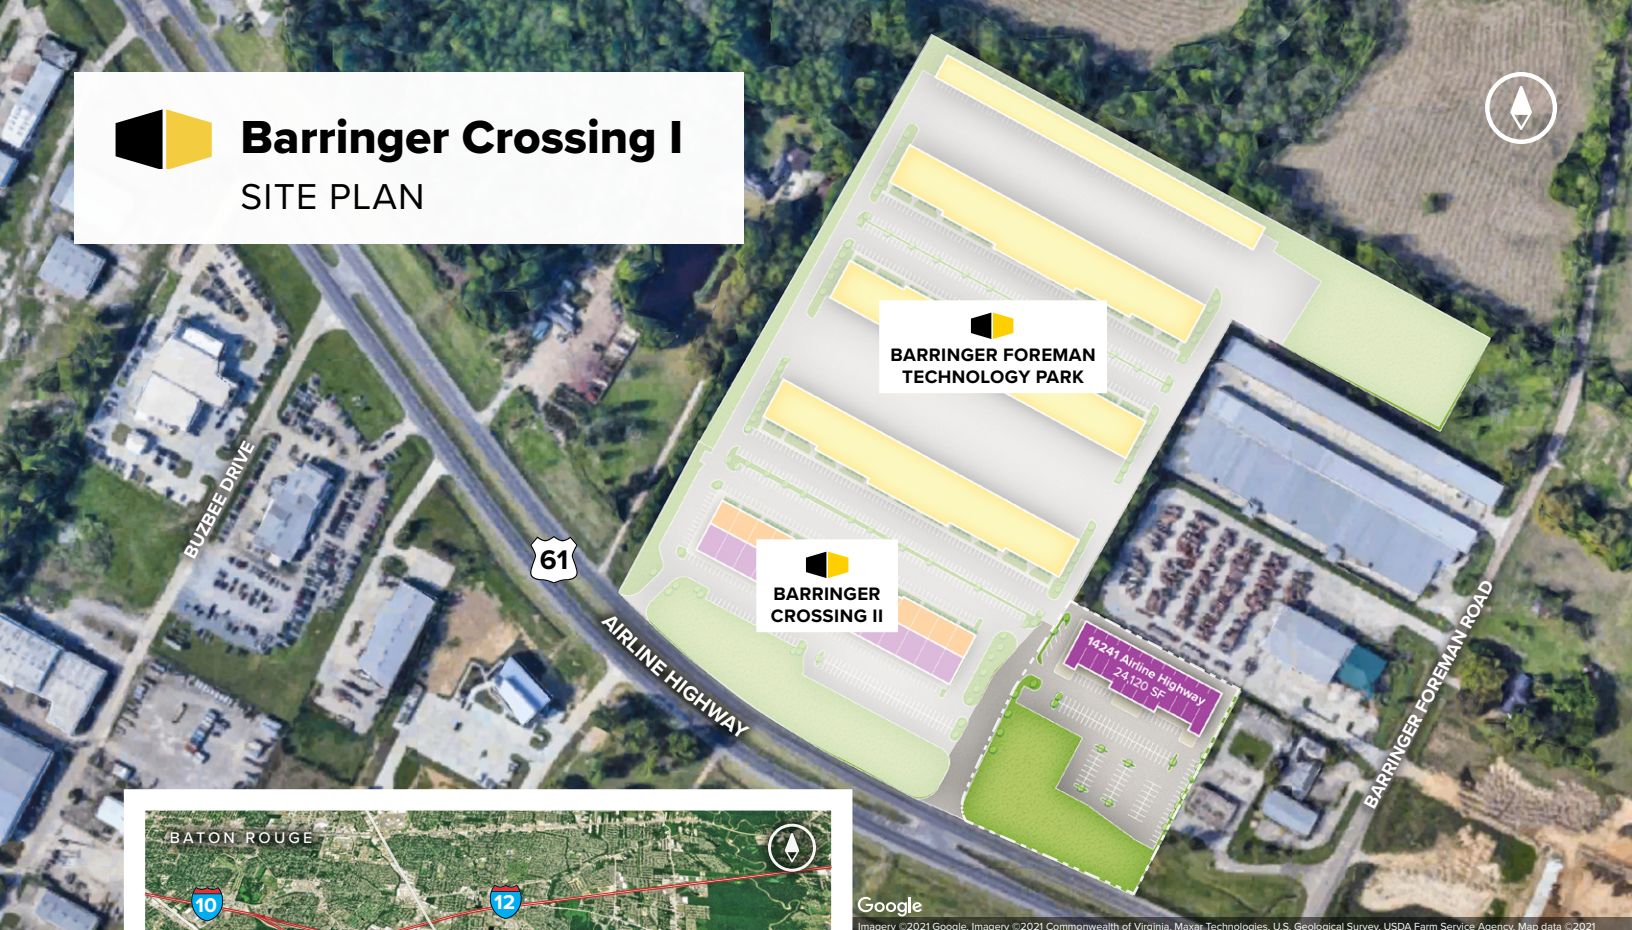 Barringer Crossing I
SITE PLAN
BARRINGER FOREMAN
TECHNOLOGY PARK
BUZBEE DRIVE
61
BARRINGER
CROSSING II
AIRLINE HIGHWAY
14241 Airline Highway
24,120 SF
BARRINGER FOREMAN ROAD
BATON ROUGE
10
12
Google
Imagery ©2021 Google, Imagery ©2021 Commonwealth of Virginia, Maxar Technologies, U.S. Geological Survey, USDA Farm Service Agency, Map data ©2021